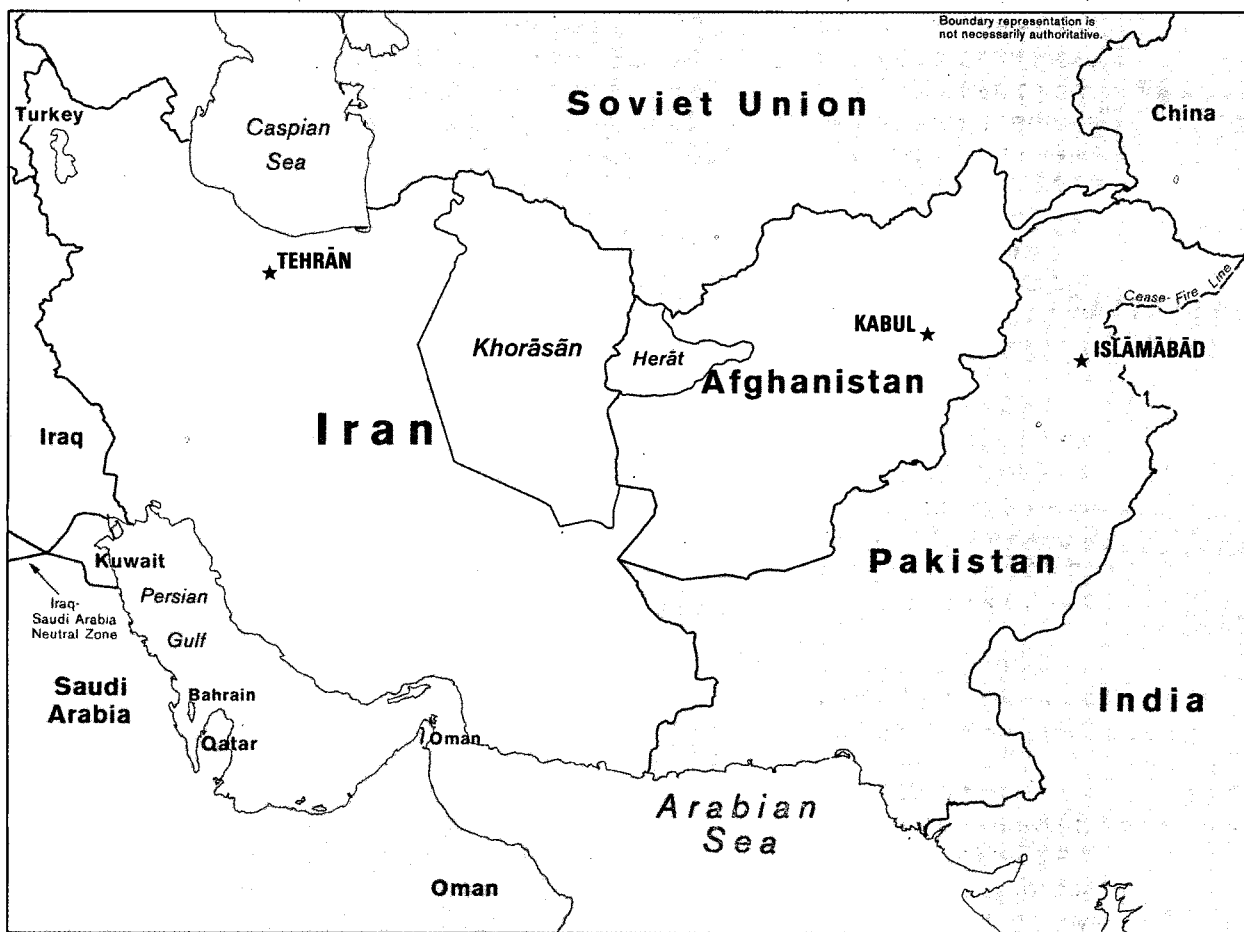 Boundary representation is
not necessarily authoritative.
Soviet Union
Turkey
China
Caspian
Sea
TEHRĀN
Cease-Fire Line
KABUL
ISLĀMĀBĀD
Khorāsān
Herāt
Afghanistan
Iran
Iraq
Pakistan
Kuwait
Persian
Gulf
Iraq-
Saudi Arabia
Neutral Zone
Saudi
Arabia
Bahrain
India
Qatar
Oman
Arabian
Sea
Oman